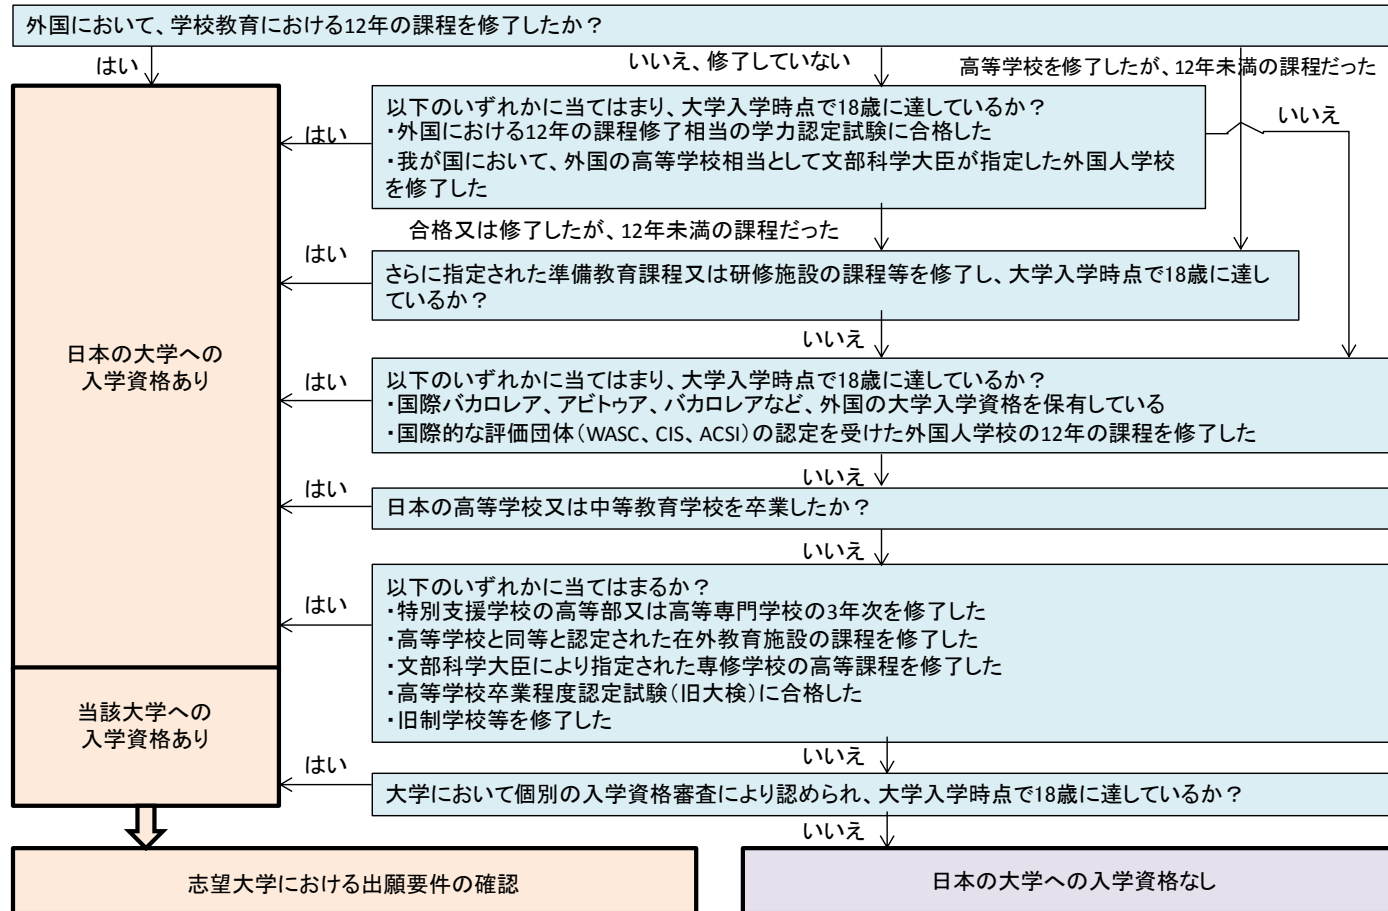 外国において、学校教育における12年の課程を修了したか？
はい
いいえ、修了していない
高等学校を修了したが、12年未満の課程だった
以下のいずれかに当てはまり、大学入学時点で18歳に達しているか？
・外国における12年の課程修了相当の学力認定試験に合格した
・我が国において、外国の高等学校相当として文部科学大臣が指定した外国人学校
を修了した
はい
いいえ
合格又は修了したが、12年未満の課程だった
はい
さらに指定された準備教育課程又は研修施設の課程等を修了し、大学入学時点で18歳に達し
ているか？
いいえ
日本の大学への
入学資格あり
はい
以下のいずれかに当てはまり、大学入学時点で18歳に達しているか？
・国際バカロレア、アビトゥア、バカロレアなど、外国の大学入学資格を保有している
・国際的な評価団体（WASC、CIS、ACSI）の認定を受けた外国人学校の12年の課程を修了した
いいえ
はい
日本の高等学校又は中等教育学校を卒業したか？
いいえ
はい
以下のいずれかに当てはまるか？
・特別支援学校の高等部又は高等専門学校の3年次を修了した
・高等学校と同等と認定された在外教育施設の課程を修了した
・文部科学大臣により指定された専修学校の高等課程を修了した
・高等学校卒業程度認定試験（旧大検）に合格した
・旧制学校等を修了した
当該大学への
入学資格あり
いいえ
はい
大学において個別の入学資格審査により認められ、大学入学時点で18歳に達しているか？
いいえ
志望大学における出願要件の確認
日本の大学への入学資格なし